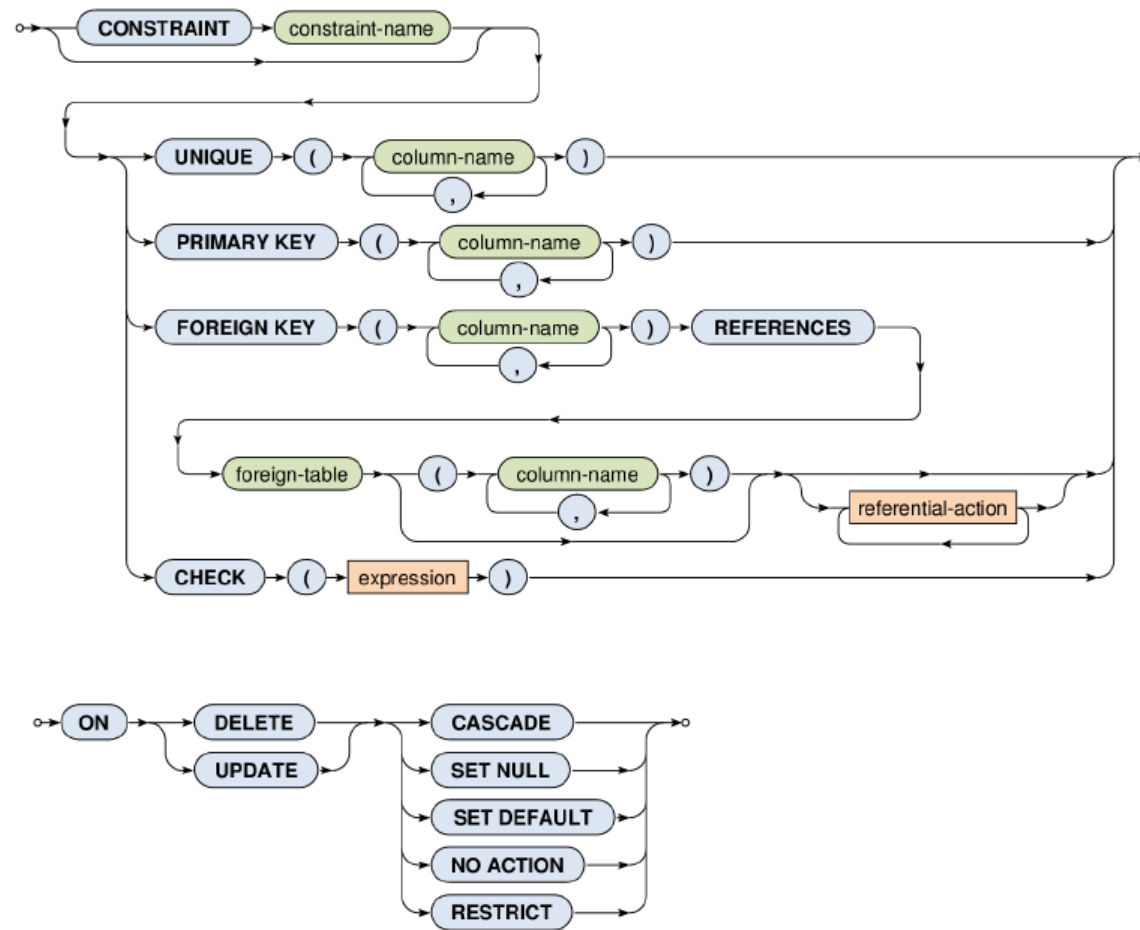 CONSTRAINT constraint-name
UNIQUE ( column-name )
,
PRIMARY KEY ( column-name )
,
FOREIGN KEY ( column-name ) REFERENCES
,
foreign-table ( column-name )
,
referential-action
CHECK ( expression )
ON DELETE CASCADE
UPDATE SET NULL
SET DEFAULT
NO ACTION
RESTRICT